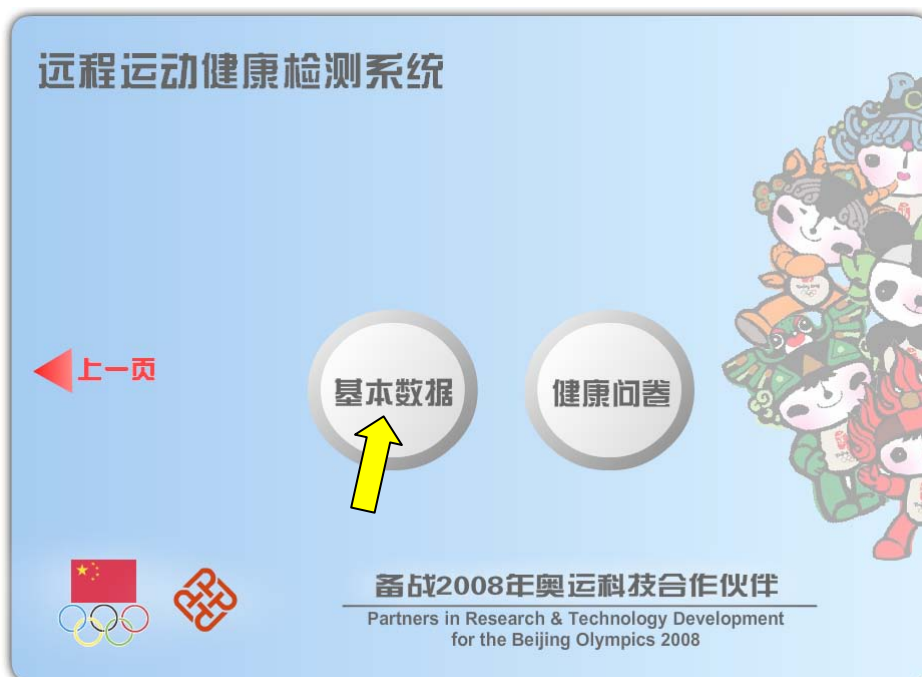 远程运动健康检测系统
上一页
基本数据
健康问卷
备战2008年奥运科技合作伙伴
Partners in Research & Technology Development
for the Beijing Olympics 2008